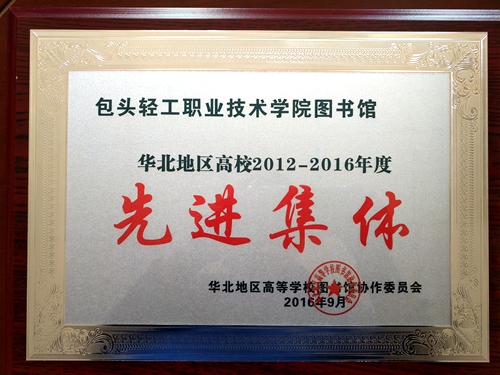 包头轻工职业技术学院图书馆
华北地区高校2012-2016年度
先进集体
华北地区高等学校图书馆协作委员会
2016年9月